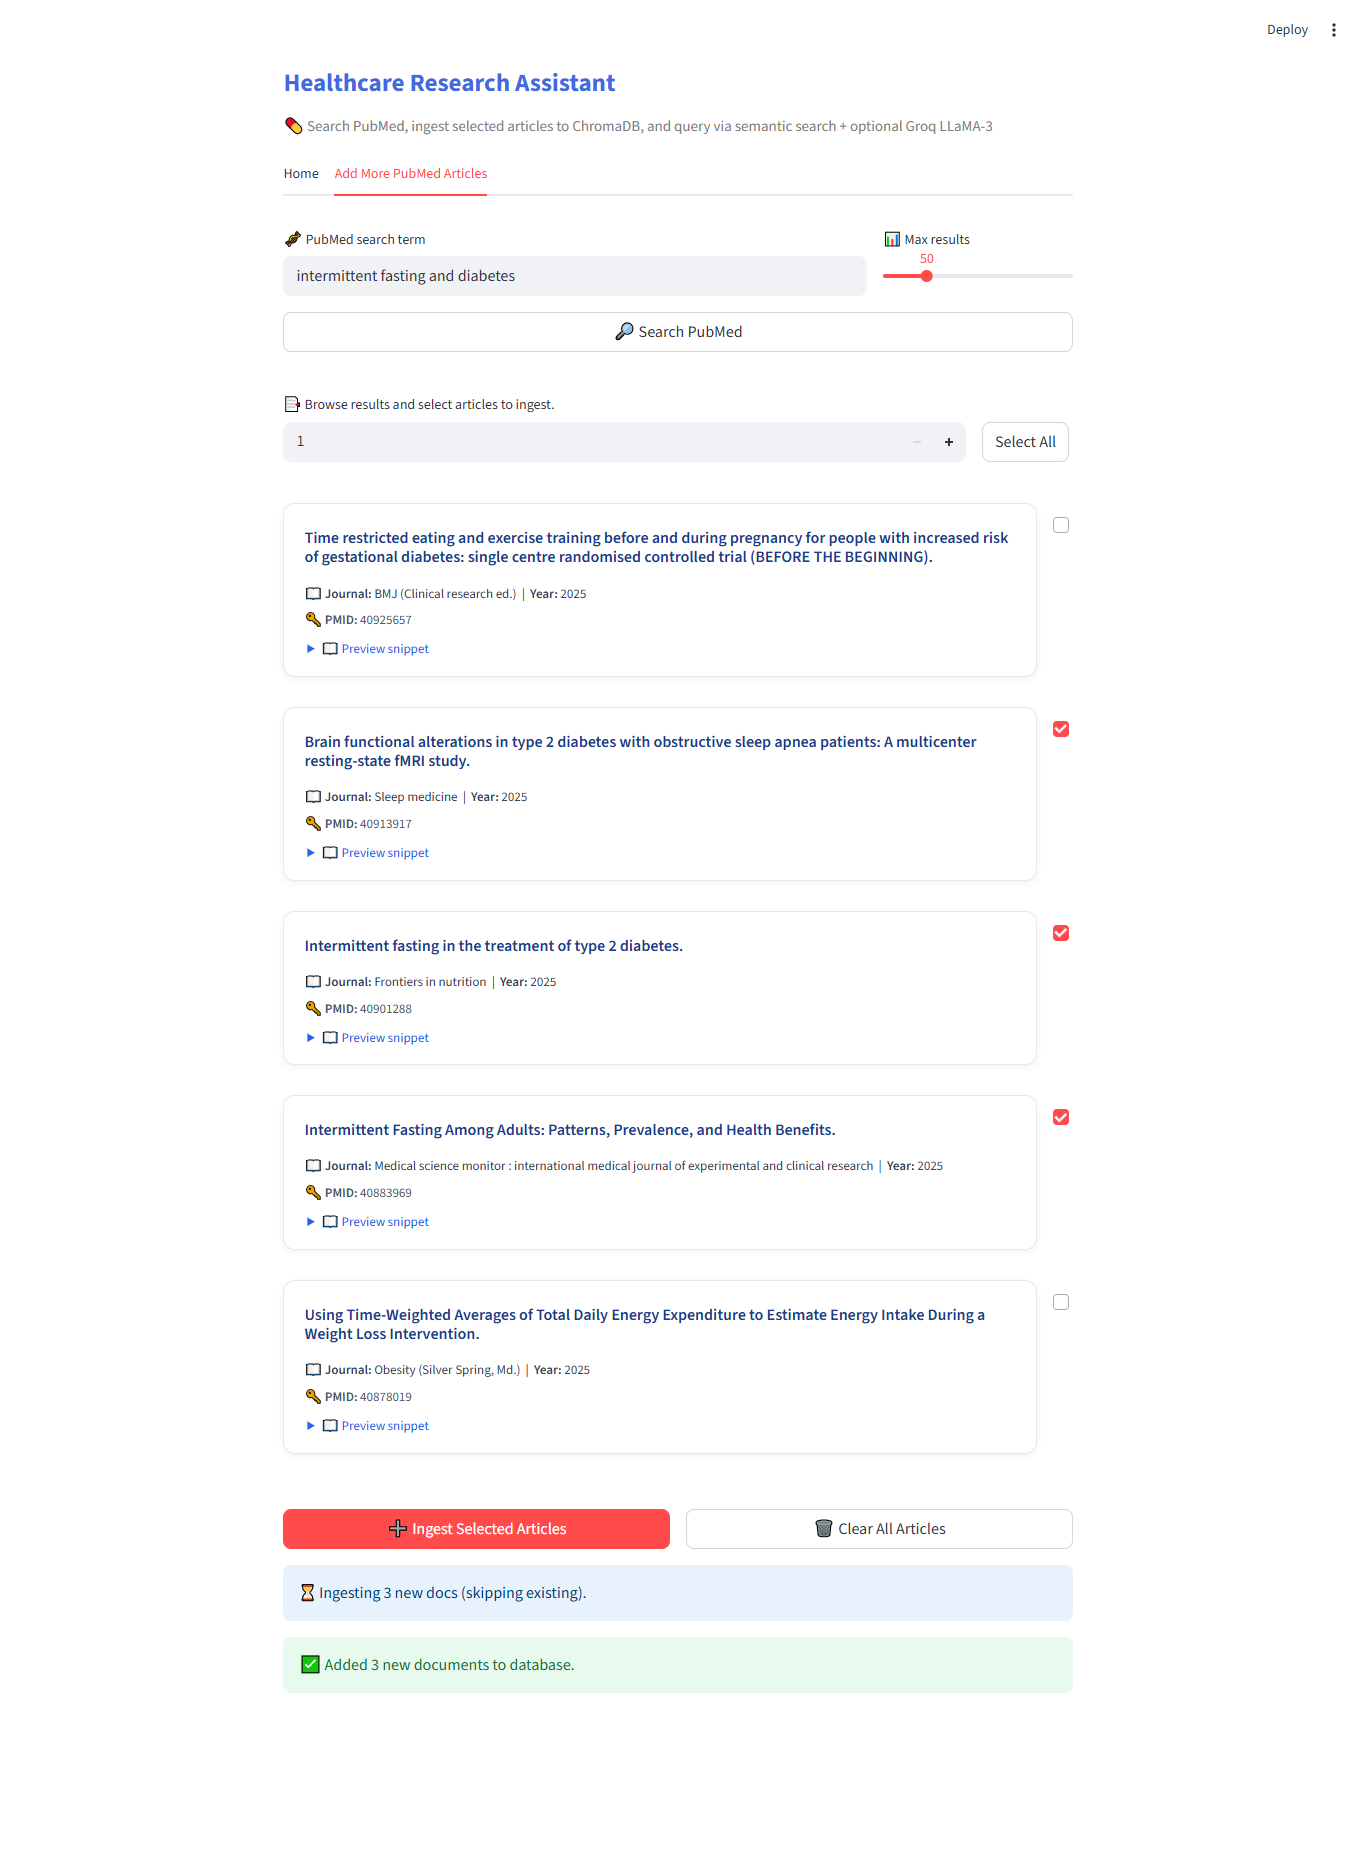 Deploy
Healthcare Research Assistant
Search PubMed, ingest selected articles to ChromaDB, and query via semantic search + optional Groq LLaMA-3
Home
Add More PubMed Articles
PubMed search term
Max results
50
intermittent fasting and diabetes
Search PubMed
Browse results and select articles to ingest.
1
Select All
Time restricted eating and exercise training before and during pregnancy for people with increased risk
of gestational diabetes: single centre randomised controlled trial (BEFORE THE BEGINNING).
Journal: BMJ (Clinical research ed.) | Year: 2025
PMID: 40925657
Preview snippet
Brain functional alterations in type 2 diabetes with obstructive sleep apnea patients: A multicenter
resting-state fMRI study.
Journal: Sleep medicine | Year: 2025
PMID: 40913917
Preview snippet
Intermittent fasting in the treatment of type 2 diabetes.
Journal: Frontiers in nutrition | Year: 2025
PMID: 40901288
Preview snippet
Intermittent Fasting Among Adults: Patterns, Prevalence, and Health Benefits.
Journal: Medical science monitor : international medical journal of experimental and clinical research | Year: 2025
PMID: 40883969
Preview snippet
Using Time-Weighted Averages of Total Daily Energy Expenditure to Estimate Energy Intake During a
Weight Loss Intervention.
Journal: Obesity (Silver Spring, Md.) | Year: 2025
PMID: 40878019
Preview snippet
Ingest Selected Articles
Clear All Articles
Ingesting 3 new docs (skipping existing).
Added 3 new documents to database.